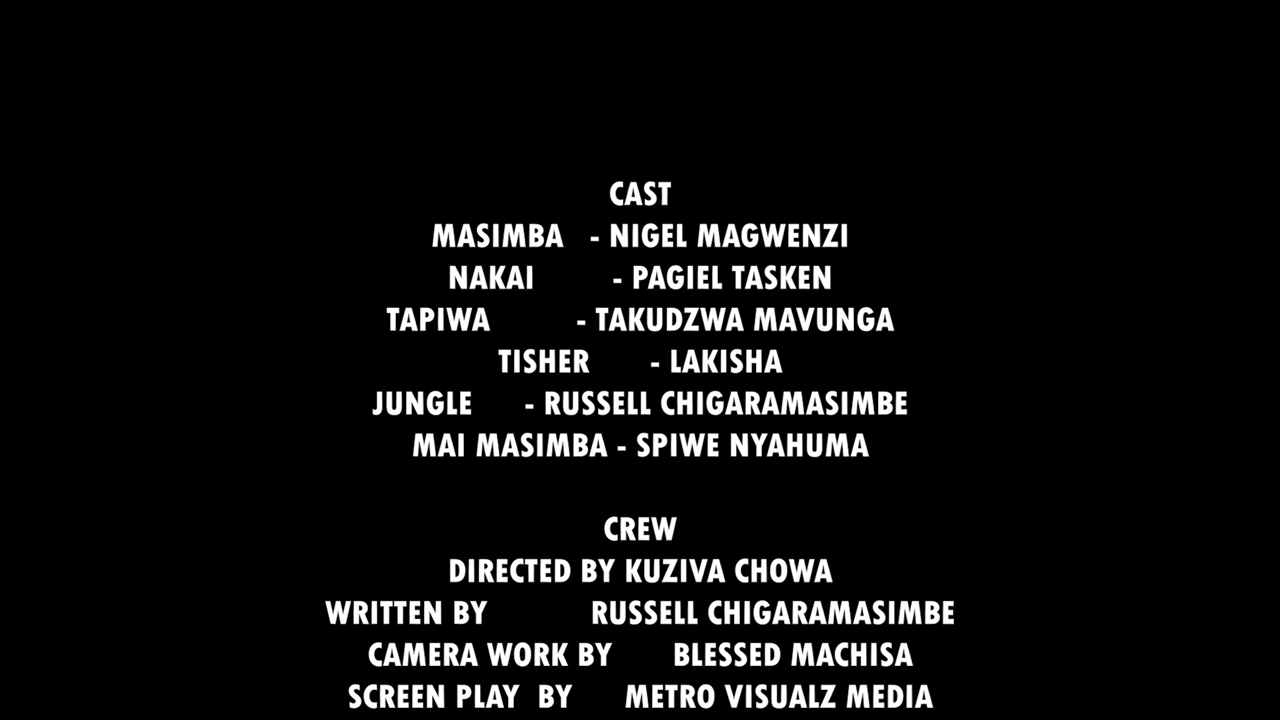 CAST
MASIMBA - NIGEL MAGWENZI
NAKAI - PAGIEL TASKEN
TAPIWA - TAKUDZWA MAVUNGA
TISHER - LAKISHA
JUNGLE - RUSSELL CHIGARAMASIMBE
MAI MASIMBA - SPIWE NYAHUMA
CREW
DIRECTED BY KUZIVA CHOWA
WRITTEN BY RUSSELL CHIGARAMASIMBE
CAMERA WORK BY BLESSED MACHISA
SCREEN PLAY BY METRO VISUALZ MEDIA